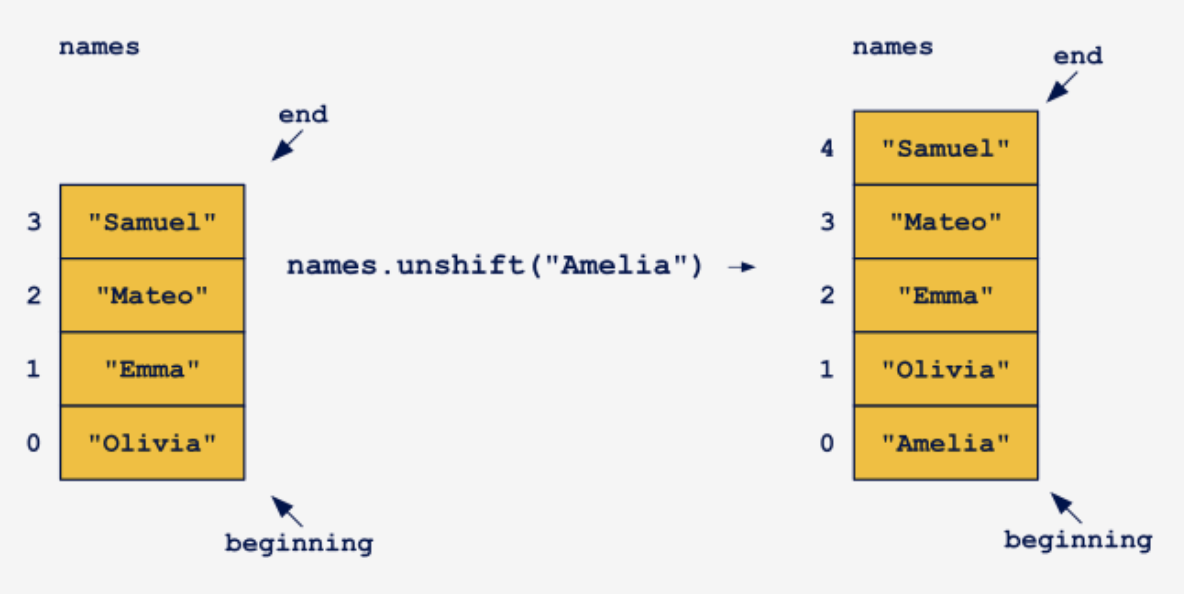 names
end
3 "Samuel"
2 "Mateo"
1 "Emma"
0 "Olivia"
beginning
names.unshift("Amelia")
names
end
4 "Samuel"
3 "Mateo"
2 "Emma"
1 "Olivia"
0 "Amelia"
beginning